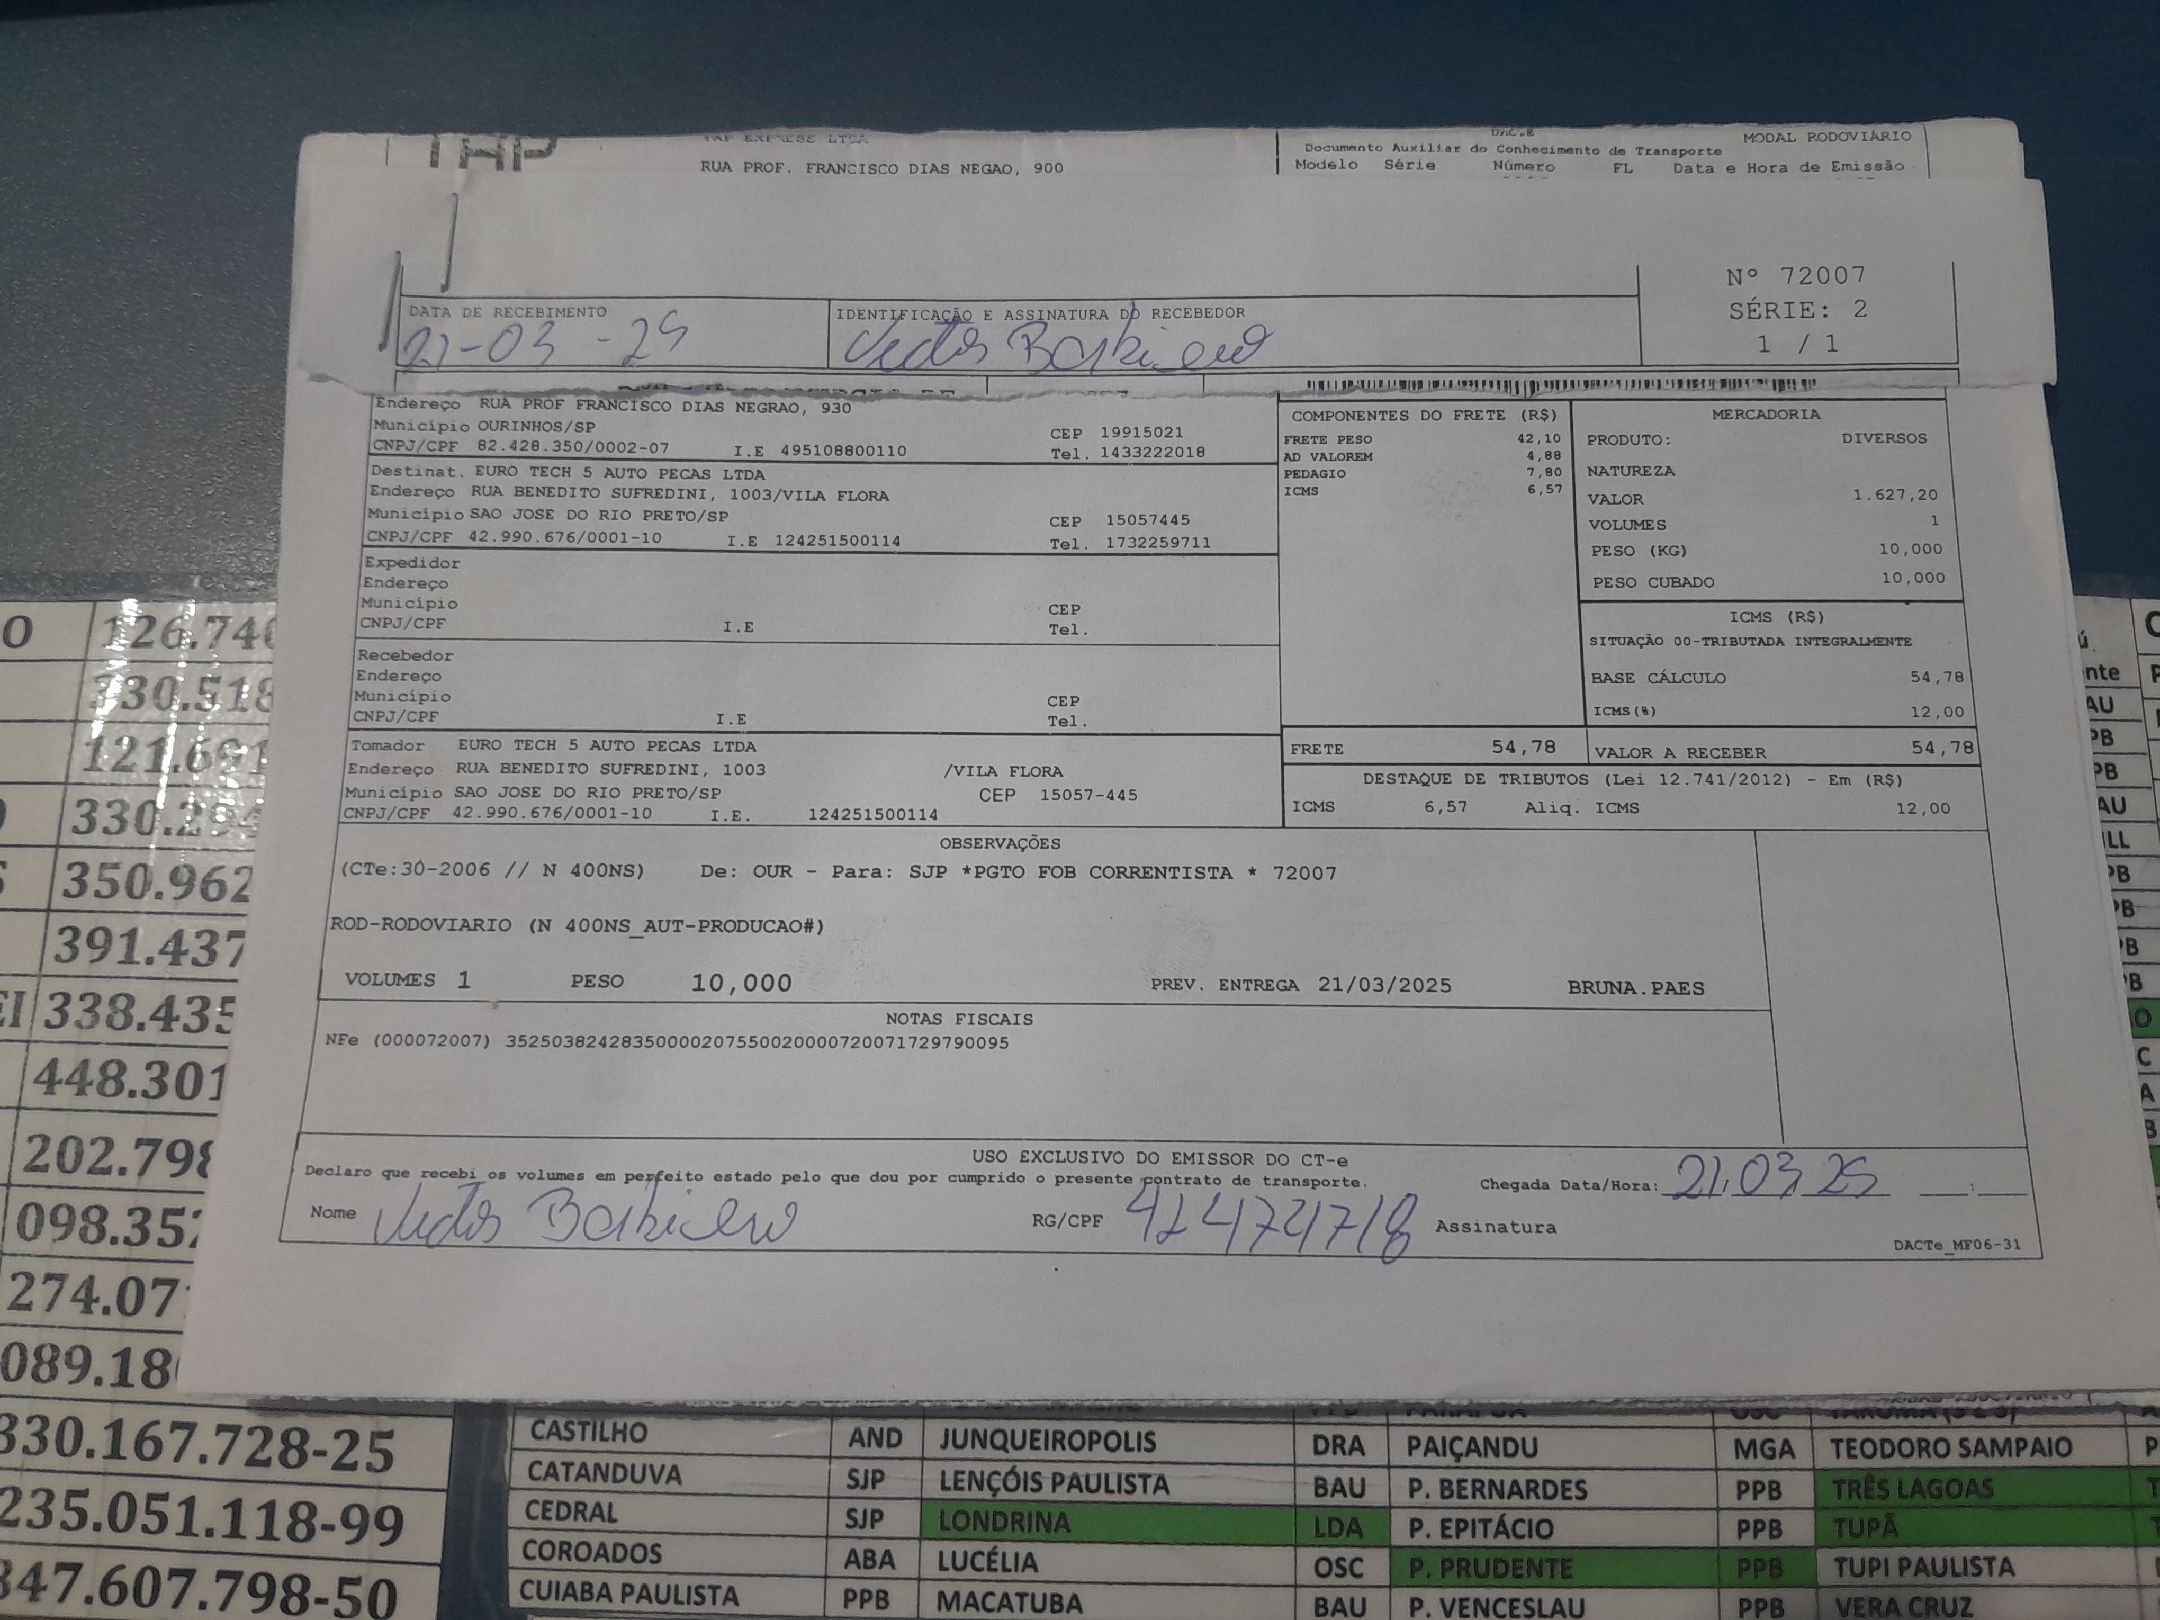 THP
TAP EXPRESS LTDA
RUA PROF. FRANCISCO DIAS NEGAO, 900
DACTE
MODAL RODOVIÁRIO
Documento Auxiliar do Conhecimento de Transporte
Modelo Série Número FL Data e Hora de Emissão
Nº 72007
SÉRIE: 2
1 / 1
DATA DE RECEBIMENTO
21-03-25
IDENTIFICAÇÃO E ASSINATURA DO RECEBEDOR
Endereço RUA PROF FRANCISCO DIAS NEGRAO, 930
Município OURINHOS/SP CEP 19915021
CNPJ/CPF 82.428.350/0002-07 I.E 495108800110 Tel. 1433222018
Destinat. EURO TECH 5 AUTO PECAS LTDA
Endereço RUA BENEDITO SUFREDINI, 1003/VILA FLORA
Município SAO JOSE DO RIO PRETO/SP CEP 15057445
CNPJ/CPF 42.990.676/0001-10 I.E 124251500114 Tel. 1732259711
Expedidor
Endereço
Município CEP
CNPJ/CPF I.E Tel.
Recebedor
Endereço
Município CEP
CNPJ/CPF I.E Tel.
Tomador EURO TECH 5 AUTO PECAS LTDA
Endereço RUA BENEDITO SUFREDINI, 1003 /VILA FLORA
Município SAO JOSE DO RIO PRETO/SP CEP 15057-445
CNPJ/CPF 42.990.676/0001-10 I.E. 124251500114
COMPONENTES DO FRETE (R$)
FRETE PESO 42,10
AD VALOREM 4,88
PEDAGIO 7,80
ICMS 6,57
MERCADORIA
PRODUTO: DIVERSOS
NATUREZA
VALOR 1.627,20
VOLUMES 1
PESO (KG) 10,000
PESO CUBADO 10,000
ICMS (R$)
SITUAÇÃO 00-TRIBUTADA INTEGRALMENTE
BASE CÁLCULO 54,78
ICMS(%) 12,00
FRETE 54,78 VALOR A RECEBER 54,78
DESTAQUE DE TRIBUTOS (Lei 12.741/2012) - Em (R$)
ICMS 6,57 Aliq. ICMS 12,00
OBSERVAÇÕES
(CTe:30-2006 // N 400NS) De: OUR - Para: SJP *PGTO FOB CORRENTISTA * 72007
ROD-RODOVIARIO (N 400NS_AUT-PRODUCAO#)
VOLUMES 1 PESO 10,000 PREV. ENTREGA 21/03/2025 BRUNA.PAES
NOTAS FISCAIS
NFe (000072007) 35250382428350000207550020000720071729790095
USO EXCLUSIVO DO EMISSOR DO CT-e
Declaro que recebi os volumes em perfeito estado pelo que dou por cumprido o presente contrato de transporte.
Chegada Data/Hora: 21.03 25 __:__
Nome RG/CPF Assinatura
DACTe_MF06-31
O 126.740
330.518
121.691
330.294
350.962
391.437
EI 338.435
448.301
202.798
098.352
274.07
089.18
330.167.728-25
235.051.118-99
347.607.798-50
CASTILHO AND JUNQUEIROPOLIS DRA PAIÇANDU MGA TEODORO SAMPAIO
CATANDUVA SJP LENÇÓIS PAULISTA BAU P. BERNARDES PPB TRÊS LAGOAS
CEDRAL SJP LONDRINA LDA P. EPITÁCIO PPB TUPÃ
COROADOS ABA LUCÉLIA OSC P. PRUDENTE PPB TUPI PAULISTA
CUIABA PAULISTA PPB MACATUBA BAU P. VENCESLAU PPB VERA CRUZ